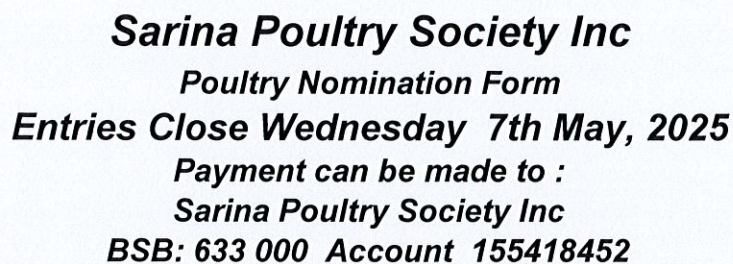 Sarina Poultry Society Inc
Poultry Nomination Form
Entries Close Wednesday 7th May, 2025
Payment can be made to :
Sarina Poultry Society Inc
BSB: 633 000 Account 155418452